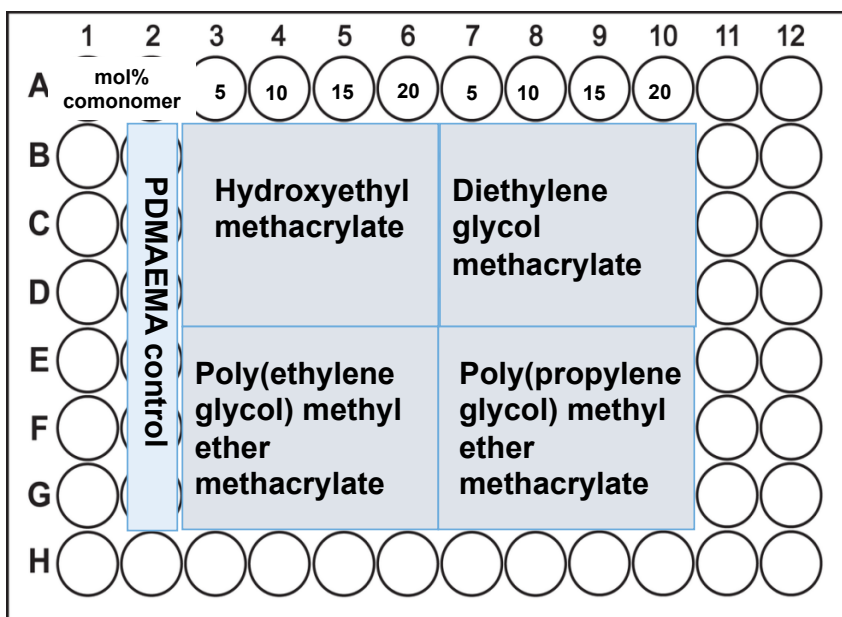 1 2 3 4 5 6 7 8 9 10 11 12
A mol% 5 10 15 20 5 10 15 20
comonomer
B
C
D
E
F
G
H
PDMAEMA control
Hydroxyethyl
methacrylate
Diethylene
glycol
methacrylate
Poly(ethylene
glycol) methyl
ether
methacrylate
Poly(propylene
glycol) methyl
ether
methacrylate